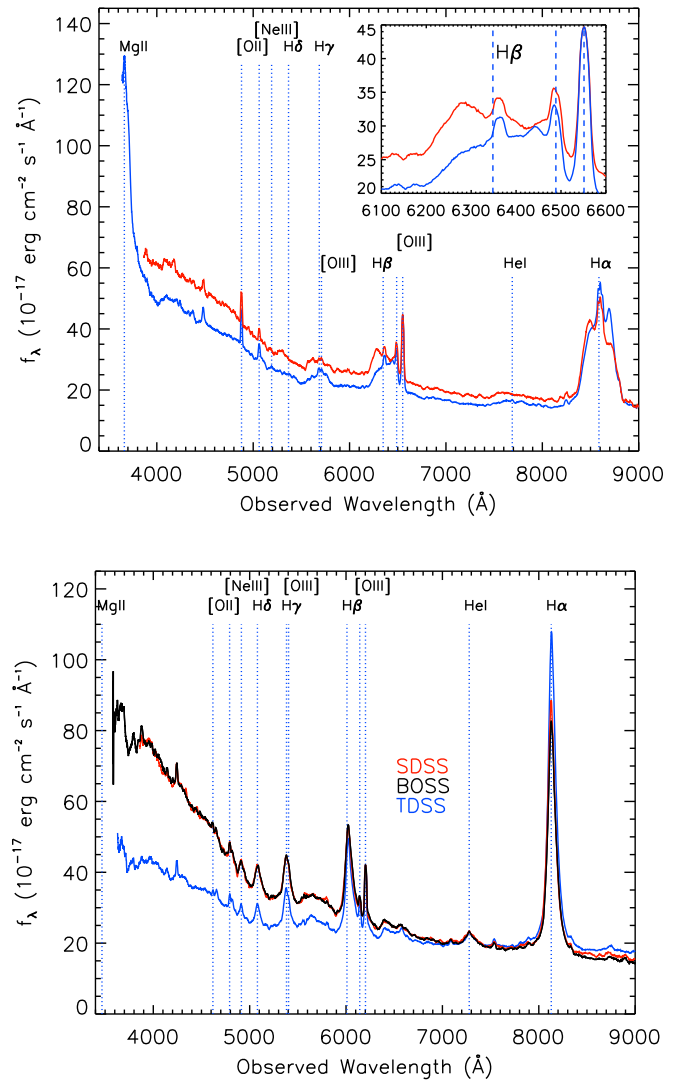 [NeIII]
MgII [OII] Hδ Hγ
140
120
100
80
60
40
20
0
fλ (10⁻¹⁷ erg cm⁻² s⁻¹ Å⁻¹)
45
40
35
30
25
20
Hβ
6100 6200 6300 6400 6500 6600
[OIII]
[OIII] Hβ HeI Hα
4000 5000 6000 7000 8000 9000
Observed Wavelength (Å)
[NeIII] [OIII] [OIII]
MgII [OII] Hδ Hγ Hβ HeI Hα
120
100
80
60
40
20
0
fλ (10⁻¹⁷ erg cm⁻² s⁻¹ Å⁻¹)
SDSS
BOSS
TDSS
4000 5000 6000 7000 8000 9000
Observed Wavelength (Å)